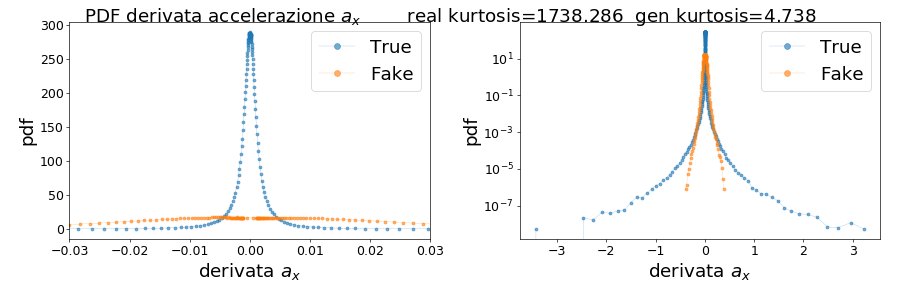 PDF derivata accelerazione a_x real kurtosis=1738.286 gen kurtosis=4.738
300
250
200
150
100
50
0
pdf
−0.03 −0.02 −0.01 0.00 0.01 0.02 0.03
derivata a_x
True
Fake
10^1
10^−1
10^−3
10^−5
10^−7
pdf
−3 −2 −1 0 1 2 3
derivata a_x
True
Fake